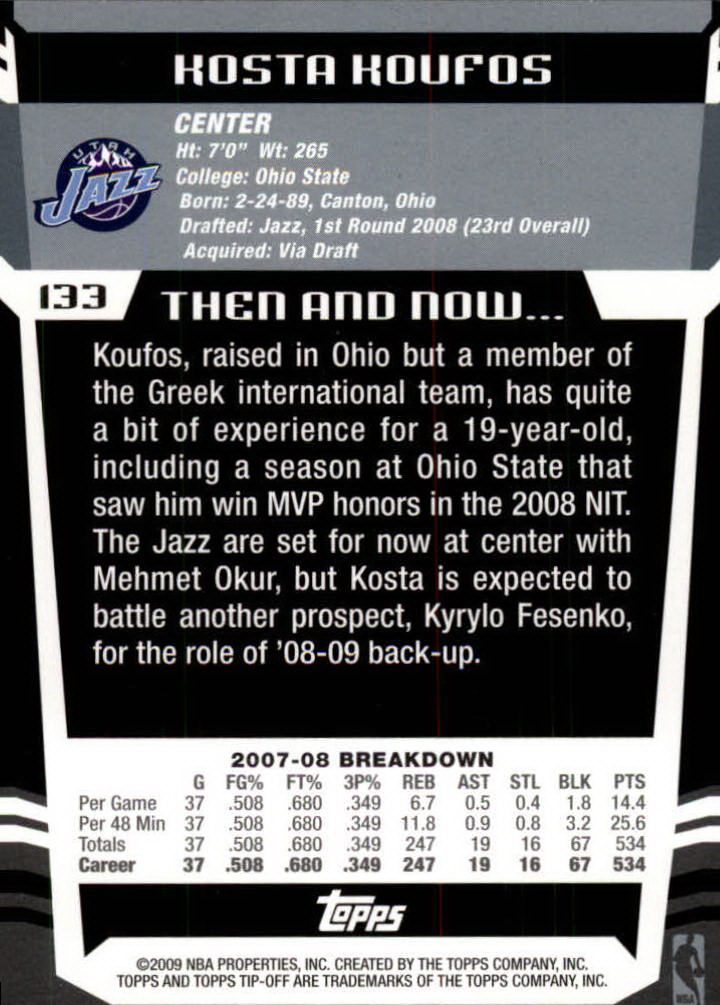 KOSTA KOUFOS
UTAH
JAZZ
CENTER
Ht: 7'0" Wt: 265
College: Ohio State
Born: 2-24-89, Canton, Ohio
Drafted: Jazz, 1st Round 2008 (23rd Overall)
Acquired: Via Draft
133
THEN AND NOW...
Koufos, raised in Ohio but a member of
the Greek international team, has quite
a bit of experience for a 19-year-old,
including a season at Ohio State that
saw him win MVP honors in the 2008 NIT.
The Jazz are set for now at center with
Mehmet Okur, but Kosta is expected to
battle another prospect, Kyrylo Fesenko,
for the role of '08-09 back-up.
2007-08 BREAKDOWN
G FG% FT% 3P% REB AST STL BLK PTS
Per Game 37 .508 .680 .349 6.7 0.5 0.4 1.8 14.4
Per 48 Min 37 .508 .680 .349 11.8 0.9 0.8 3.2 25.6
Totals 37 .508 .680 .349 247 19 16 67 534
Career 37 .508 .680 .349 247 19 16 67 534
Topps
©2009 NBA PROPERTIES, INC. CREATED BY THE TOPPS COMPANY, INC.
TOPPS AND TOPPS TIP-OFF ARE TRADEMARKS OF THE TOPPS COMPANY, INC.
NBA